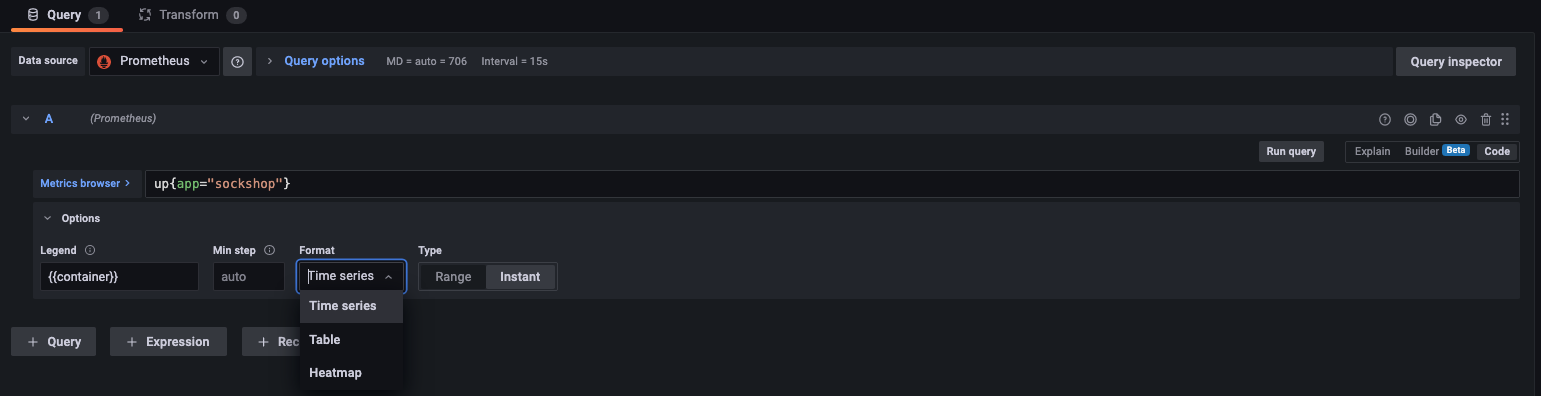 Query 1 Transform 0
Data source Prometheus Query options MD = auto = 706 Interval = 15s Query inspector
A (Prometheus)
Run query Explain Builder Beta Code
Metrics browser > up{app="sockshop"}
Options
Legend Min step Format Type
{{container}} auto Time series Range Instant
Time series
+ Query + Expression + Rec
Table
Heatmap